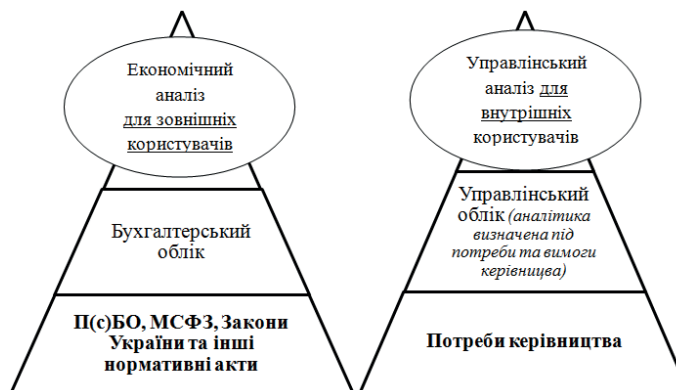 Економічний
аналіз
для зовнішніх
користувачів
Бухгалтерський
облік
П(с)БО, МСФЗ, Закони
України та інші
нормативні акти
Управлінський
аналіз для
внутрішніх
користувачів
Управлінський
облік (аналітика
визначена під
потреби та вимоги
керівницва)
Потреби керівництва